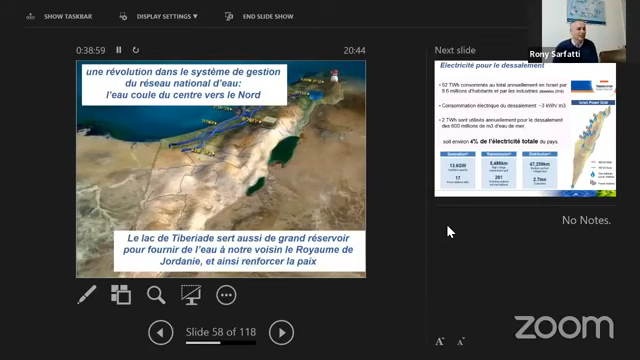 SHOW TASKBAR
DISPLAY SETTINGS ▼
END SLIDE SHOW
Rony Sarfatti
0:38:59
20:44
Next slide
une révolution dans le système de gestion
du réseau national d'eau:
l'eau coule du centre vers le Nord
Le lac de Tiberiade sert aussi de grand réservoir
pour fournir de l'eau à notre voisin le Royaume de
Jordanie, et ainsi renforcer la paix
Electricité pour le dessalement
• 52 TWh consommés au total annuellement en Israel par
8.6 millions d'habitants et par les industries
• Consommation électrique du dessalement ~3 kWh/ m3
• 2 TWh sont utilisés annuellement pour le dessalement
des 600 millions de m3 d'eau de mer,
soit environ 4% de l'électricité totale du pays.
Israel Power Grid
No Notes.
Slide 58 of 118
A A
zoom